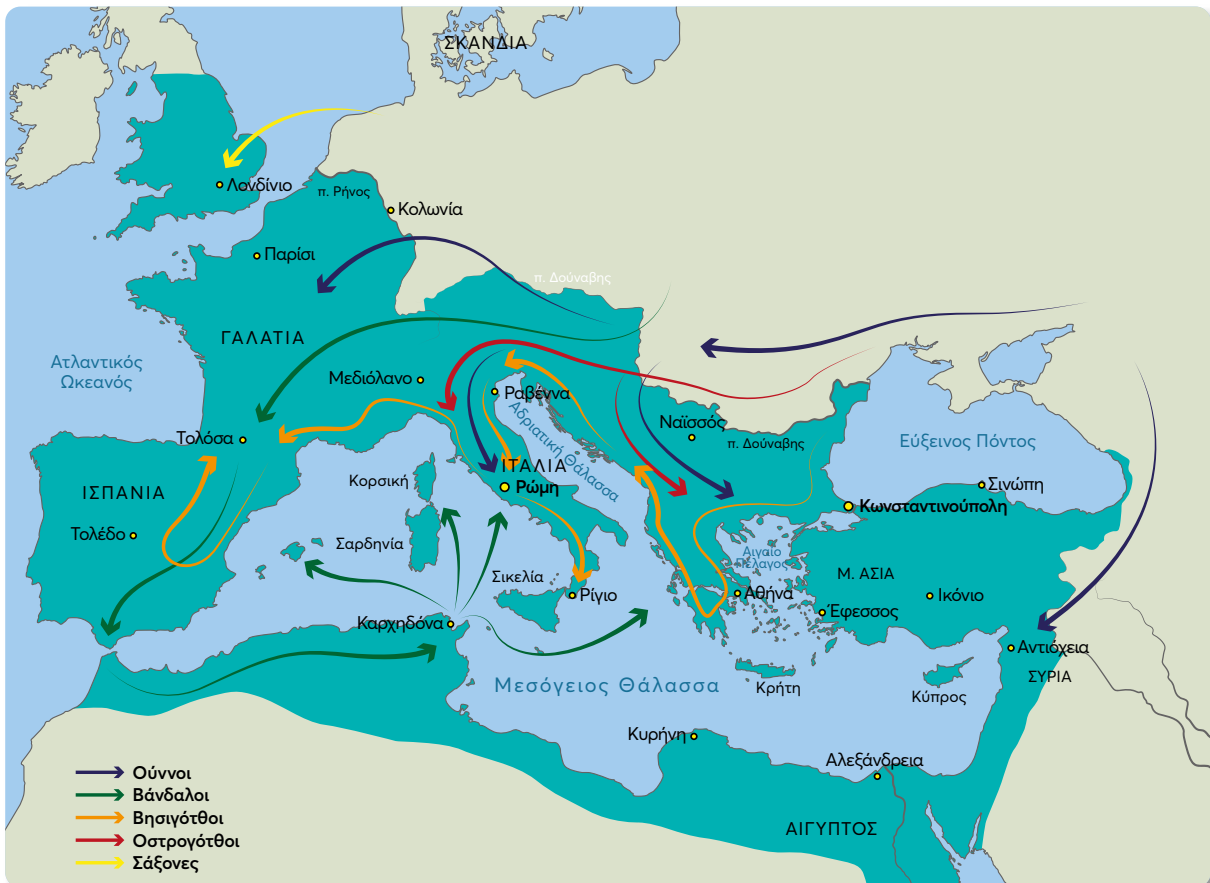 ΣΚΑΝΔΙΑ
Λονδίνιο
π. Ρήνος
Κολωνία
Παρίσι
π. Δούναβης
ΓΑΛΑΤΙΑ
Ατλαντικός
Ωκεανός
Μεδιόλανο
Ραβέννα
Αδριατική Θάλασσα
Ναϊσσός
π. Δούναβης
Εύξεινος Πόντος
Τολόσα
ΙΤΑΛΙΑ
Ρώμη
Κορσική
ΙΣΠΑΝΙΑ
Σινώπη
Κωνσταντινούπολη
Τολέδο
Σαρδηνία
Αιγαίο
Πέλαγος
Μ. ΑΣΙΑ
Σικελία
Ρίγιο
Αθήνα
Ικόνιο
Έφεσσος
Καρχηδόνα
Αντιόχεια
ΣΥΡΙΑ
Μεσόγειος Θάλασσα
Κρήτη
Κύπρος
Κυρήνη
Αλεξάνδρεια
ΑΙΓΥΠΤΟΣ
Ούννοι
Βάνδαλοι
Βησιγότθοι
Οστρογότθοι
Σάξονες